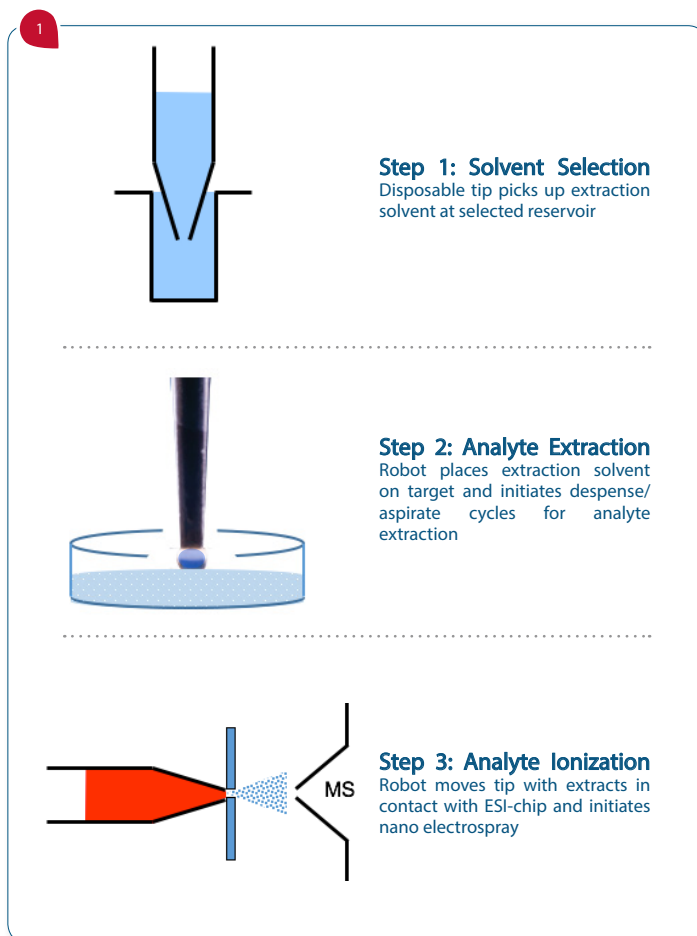 1
Step 1: Solvent Selection
Disposable tip picks up extraction
solvent at selected reservoir
Step 2: Analyte Extraction
Robot places extraction solvent
on target and initiates despense/
aspirate cycles for analyte
extraction
MS
Step 3: Analyte Ionization
Robot moves tip with extracts in
contact with ESI-chip and initiates
nano electrospray